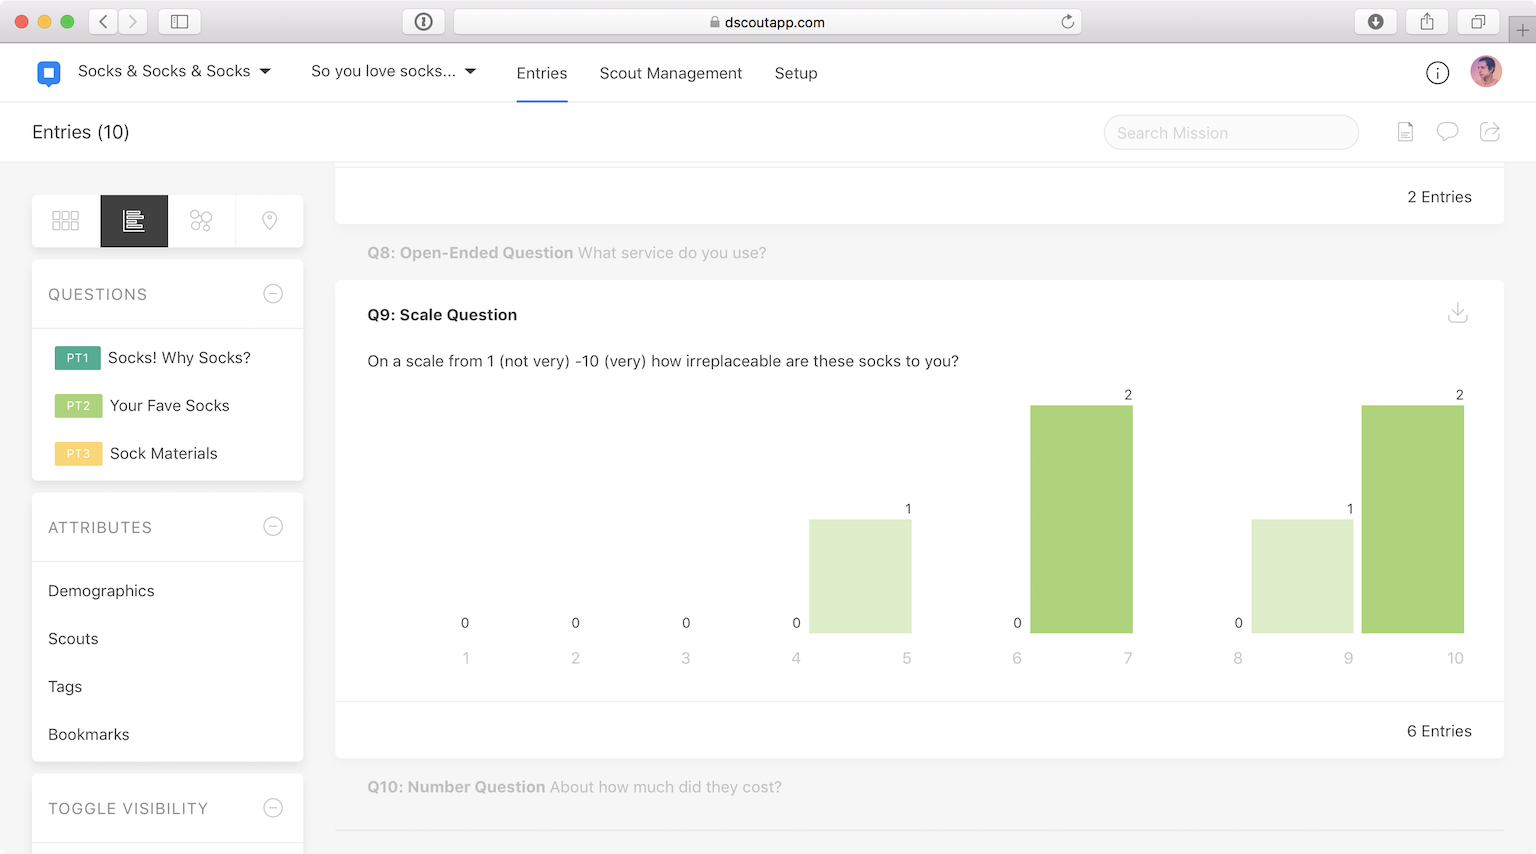 dscoutapp.com
Socks & Socks & Socks
So you love socks...
Entries
Scout Management
Setup
Entries (10)
Search Mission
2 Entries
Q8: Open-Ended Question What service do you use?
QUESTIONS
PT1 Socks! Why Socks?
PT2 Your Fave Socks
PT3 Sock Materials
ATTRIBUTES
Demographics
Scouts
Tags
Bookmarks
TOGGLE VISIBILITY
Q9: Scale Question
On a scale from 1 (not very) -10 (very) how irreplaceable are these socks to you?
0 0 0 0 1 0 2 0 1 2
1 2 3 4 5 6 7 8 9 10
6 Entries
Q10: Number Question About how much did they cost?